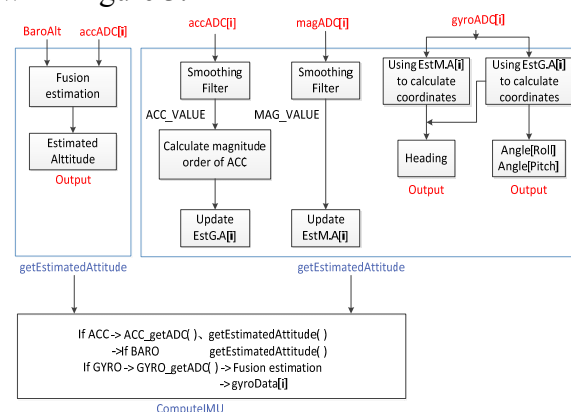 BaroAlt
accADC[i]
Fusion
estimation
Estimated
Alttitude
Output
getEstimatedAttitude
accADC[i]
magADC[i]
gyroADC[i]
Smoothing
Filter
Smoothing
Filter
Using EstM.A[i]
to calculate
coordinates
Using EstG.A[i]
to calculate
coordinates
ACC_VALUE
MAG_VALUE
Calculate magnitude
order of ACC
Heading
Angle[Roll]
Angle[Pitch]
Output
Output
Update
EstG.A[i]
Update
EstM.A[i]
getEstimatedAttitude
If ACC-> ACC_getADC( )、getEstimatedAttitude( )
->If BARO getEstimatedAttitude( )
If GYRO-> GYRO_getADC( ) -> Fusion estimation
->gyroData[i]
ComputeIMU